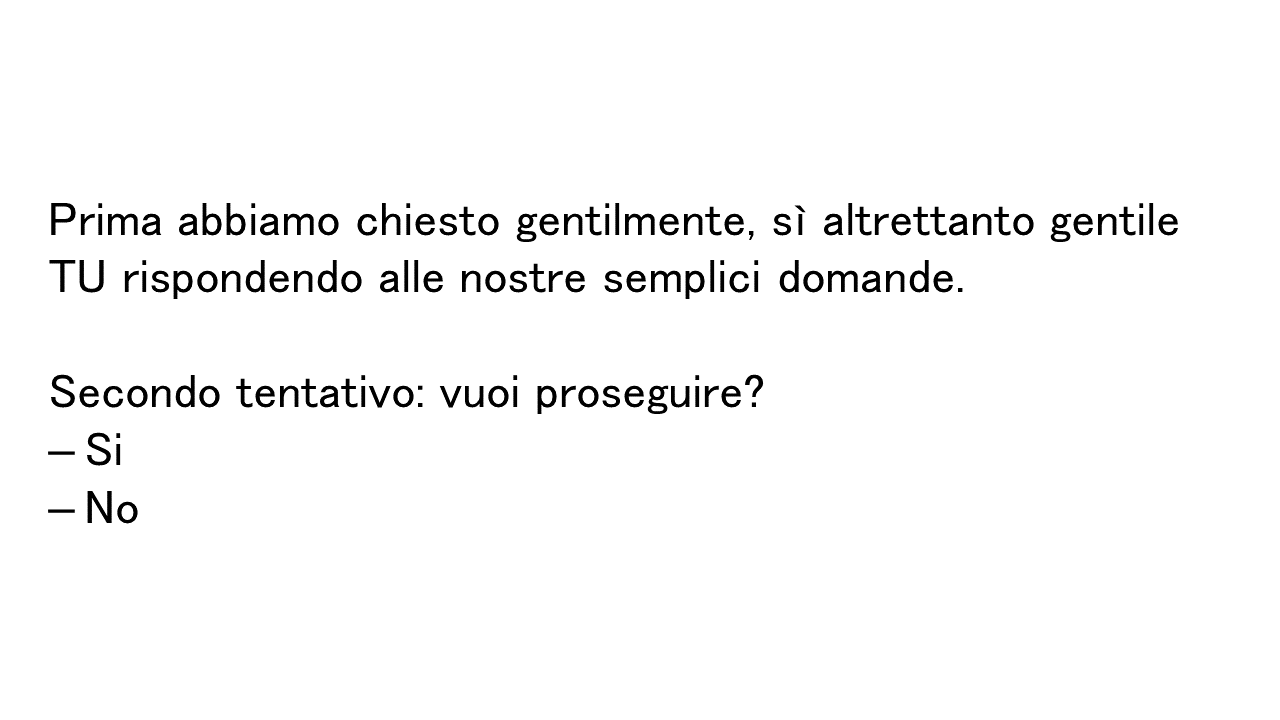 Prima abbiamo chiesto gentilmente, sì altrettanto gentile
TU rispondendo alle nostre semplici domande.
Secondo tentativo: vuoi proseguire?
– Si
– No